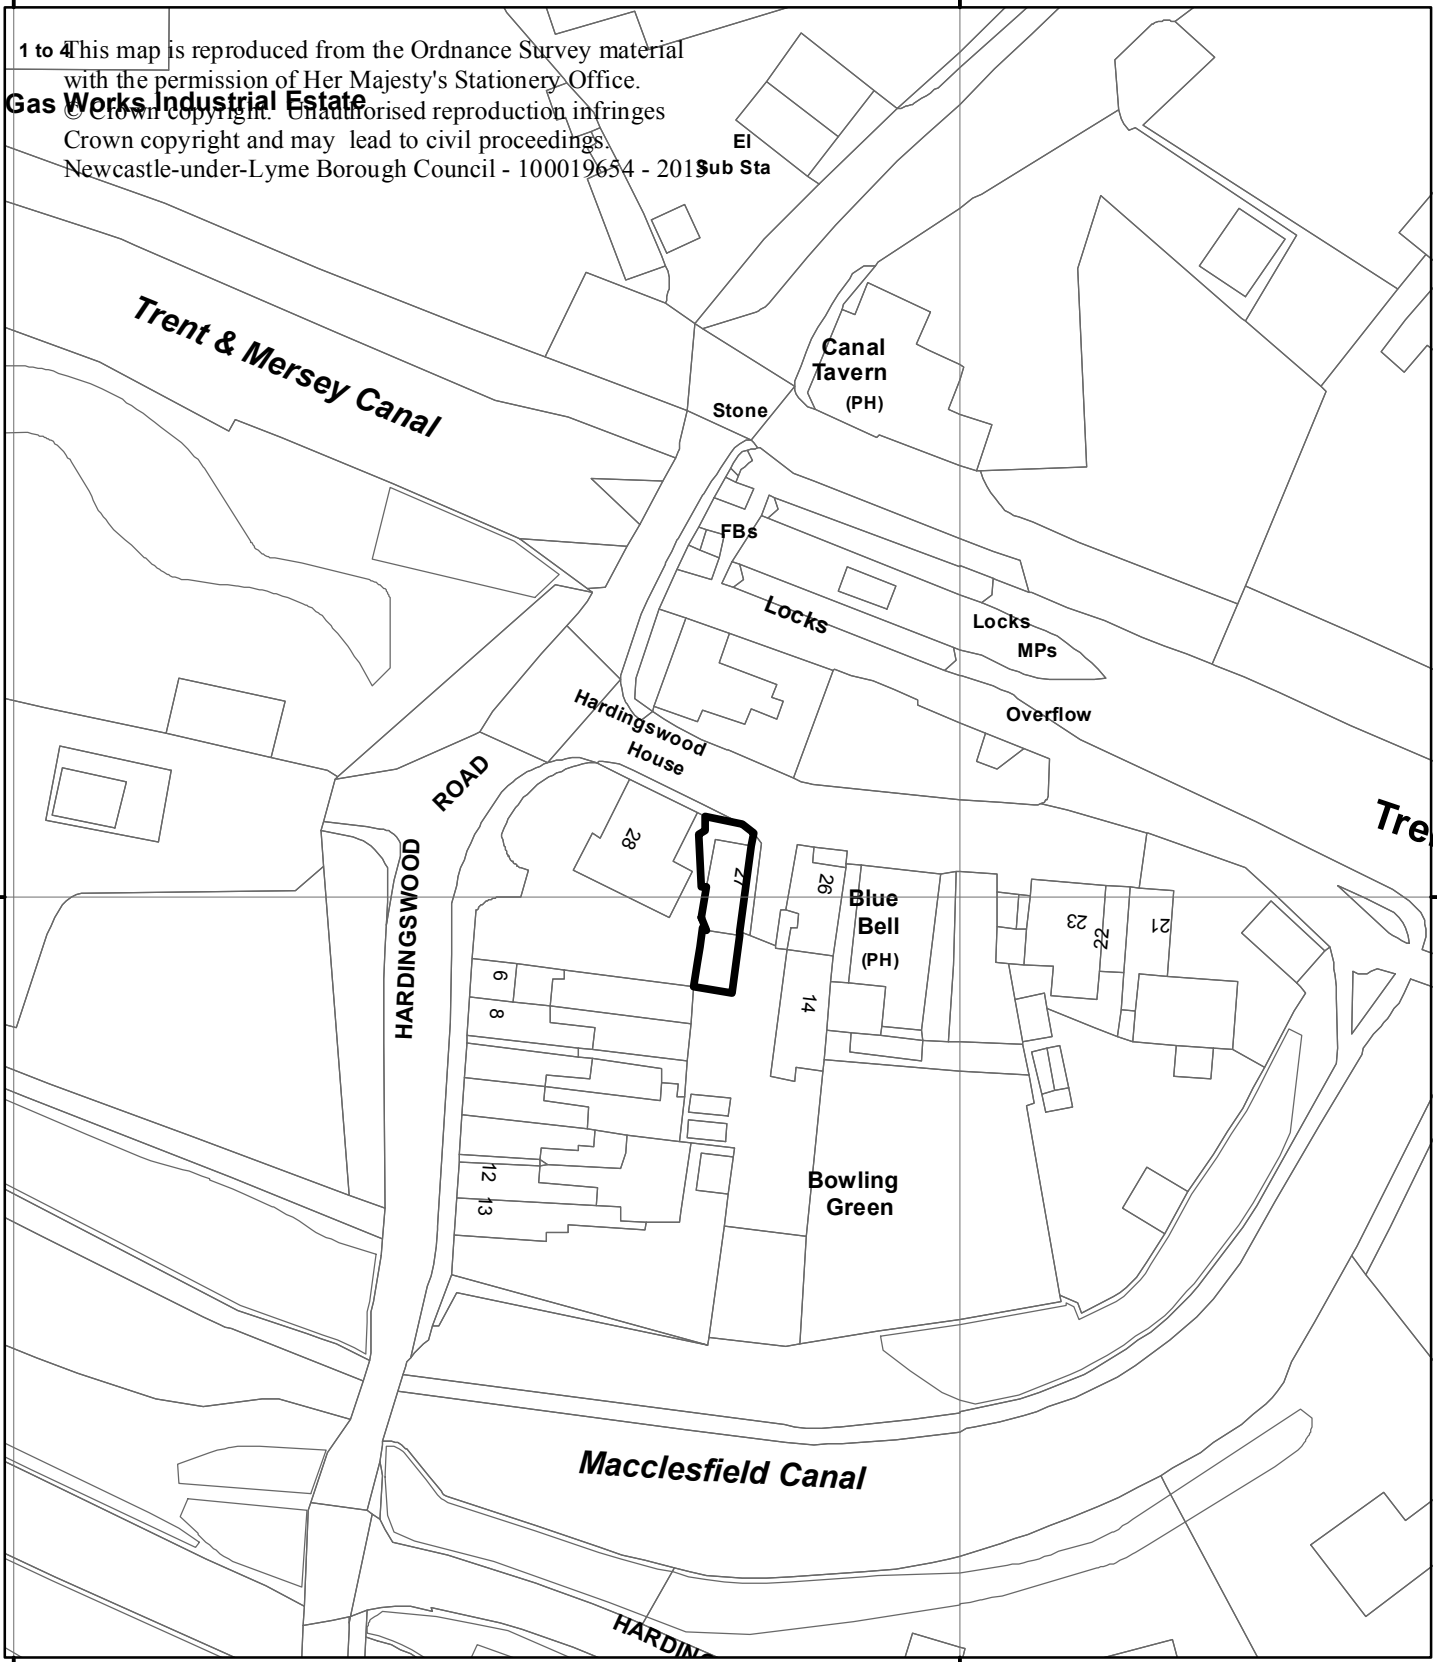 1 to 4
This map is reproduced from the Ordnance Survey material
with the permission of Her Majesty's Stationery Office.
Gas Works Industrial Estate
© Crown copyright. Unauthorised reproduction infringes
Crown copyright and may lead to civil proceedings.
Newcastle-under-Lyme Borough Council - 100019654 - 2013
El
Sub Sta
Trent & Mersey Canal
Canal
Tavern
(PH)
Stone
FBs
Locks
Locks
MPs
Overflow
Hardingswood
House
ROAD
HARDINGSWOOD
Tre
28
27
26
Blue
Bell
(PH)
23
22
21
6
8
14
12
13
Bowling
Green
Macclesfield Canal
HARDING